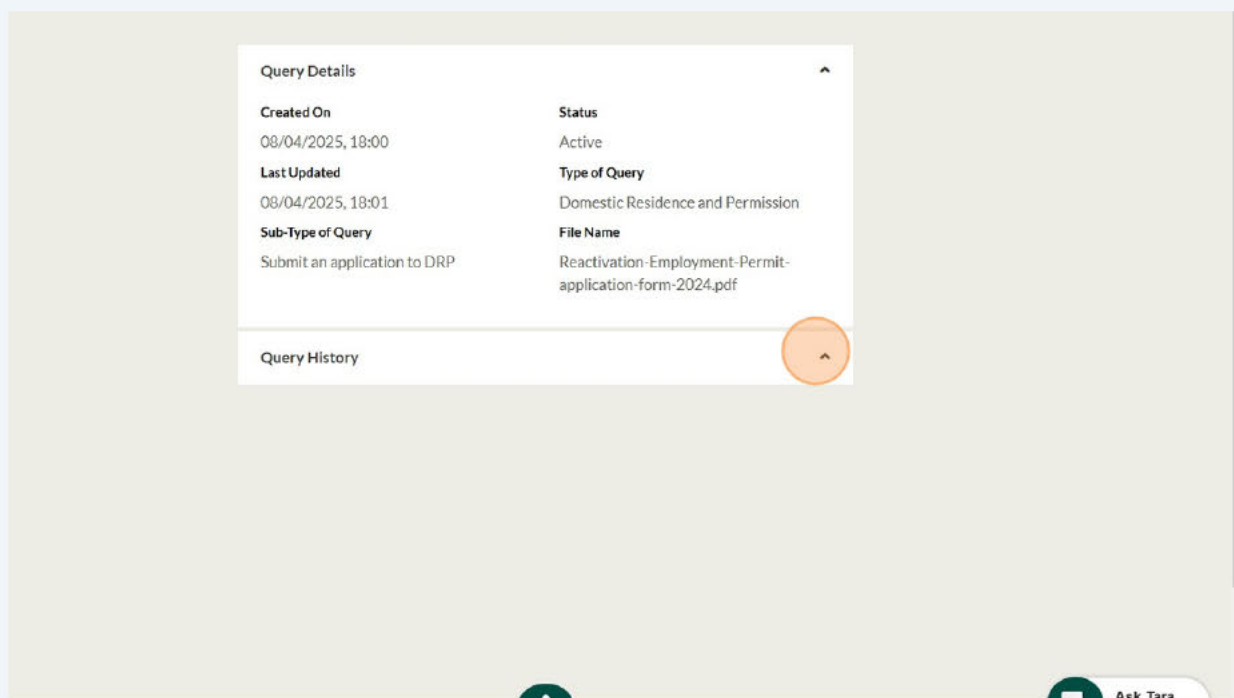 Query Details
Created On
Status
08/04/2025, 18:00
Active
Last Updated
Type of Query
08/04/2025, 18:01
Domestic Residence and Permission
Sub-Type of Query
File Name
Submit an application to DRP
Reactivation-Employment-Permit-
application-form-2024.pdf
Query History
Ask Tara